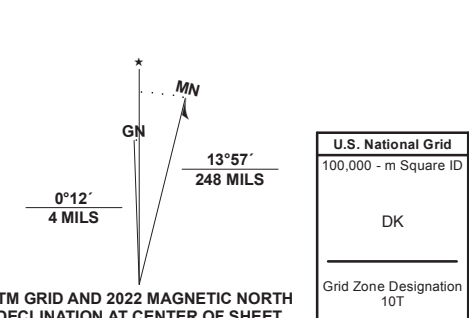 MN
GN
13°57´
248 MILS
0°12´
4 MILS
TM GRID AND 2022 MAGNETIC NORTH
DECLINATION AT CENTER OF SHEET
U.S. National Grid
100,000 - m Square ID
DK
Grid Zone Designation
10T